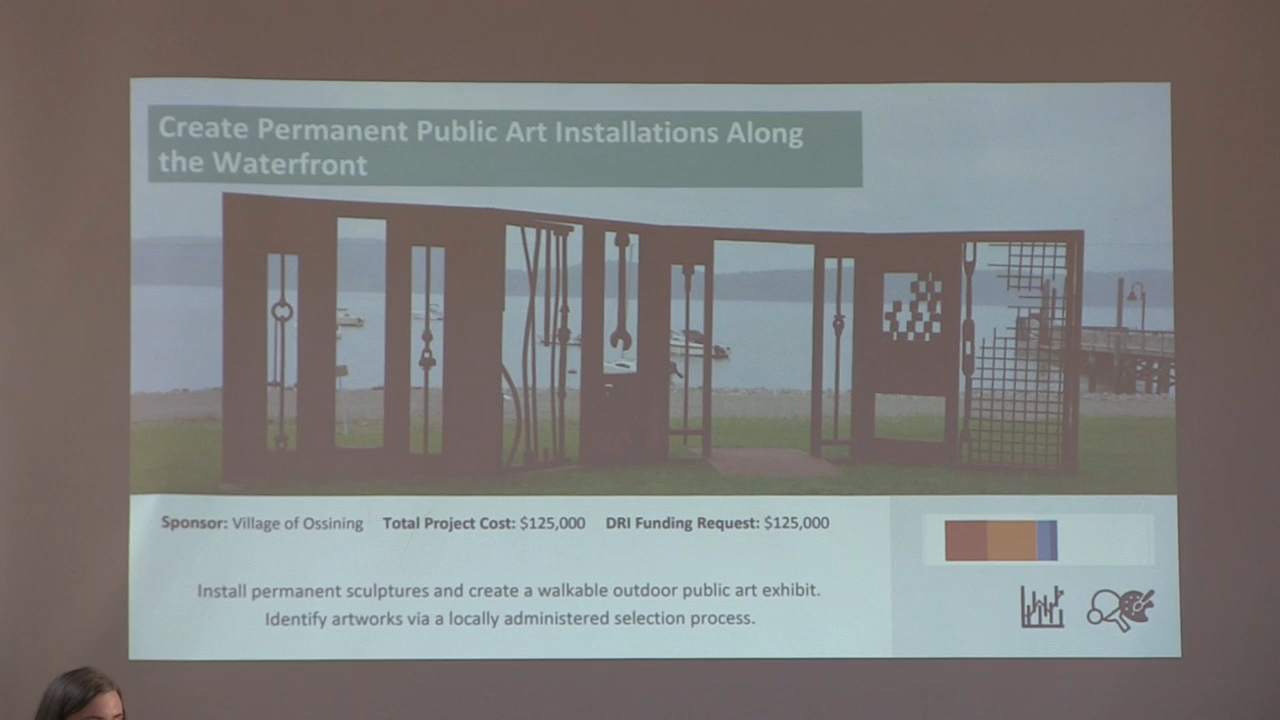 Create Permanent Public Art Installations Along
the Waterfront
Sponsor: Village of Ossining Total Project Cost: $125,000 DRI Funding Request: $125,000
Install permanent sculptures and create a walkable outdoor public art exhibit.
Identify artworks via a locally administered selection process.